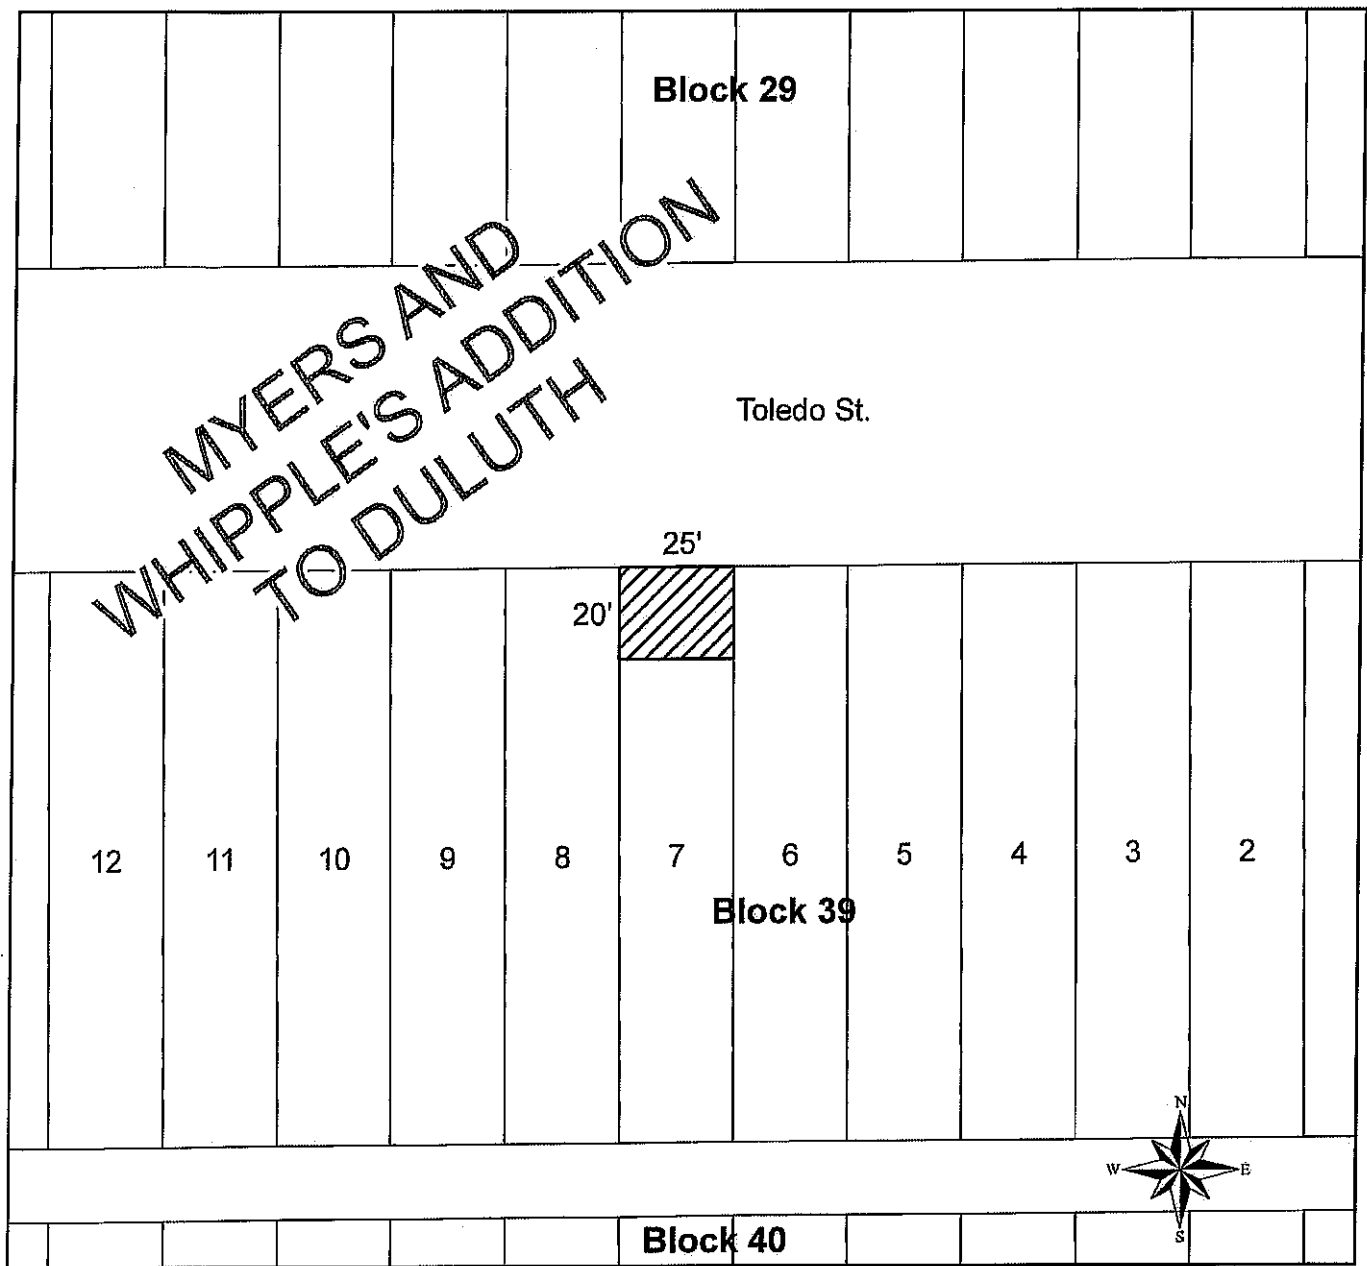 Block 29
MYERS AND
WHIPPLE'S ADDITION
TO DULUTH
Toledo St.
25'
20'
12 11 10 9 8 7 6 5 4 3 2
Block 39
N
W E
S
Block 40